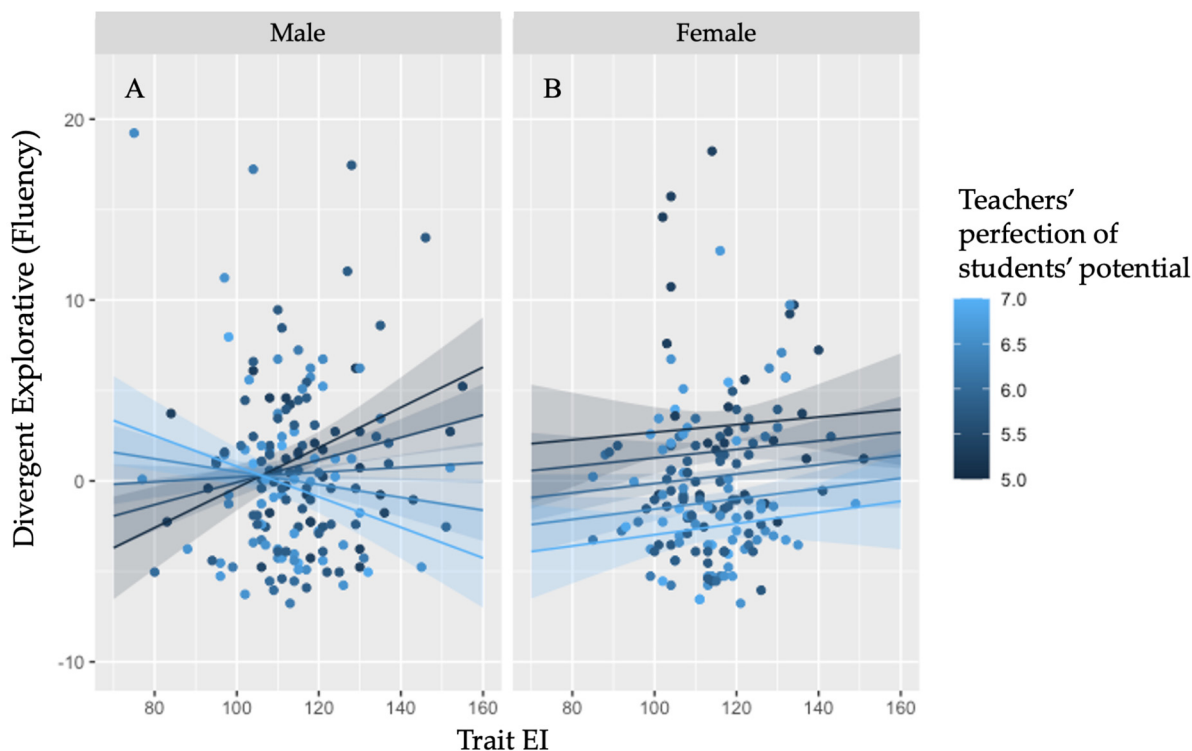 Male
Female
A
B
Divergent Explorative (Fluency)
20
10
0
-10
80
100
120
140
160
80
100
120
140
160
Trait EI
Teachers'
perfection of
students' potential
7.0
6.5
6.0
5.5
5.0